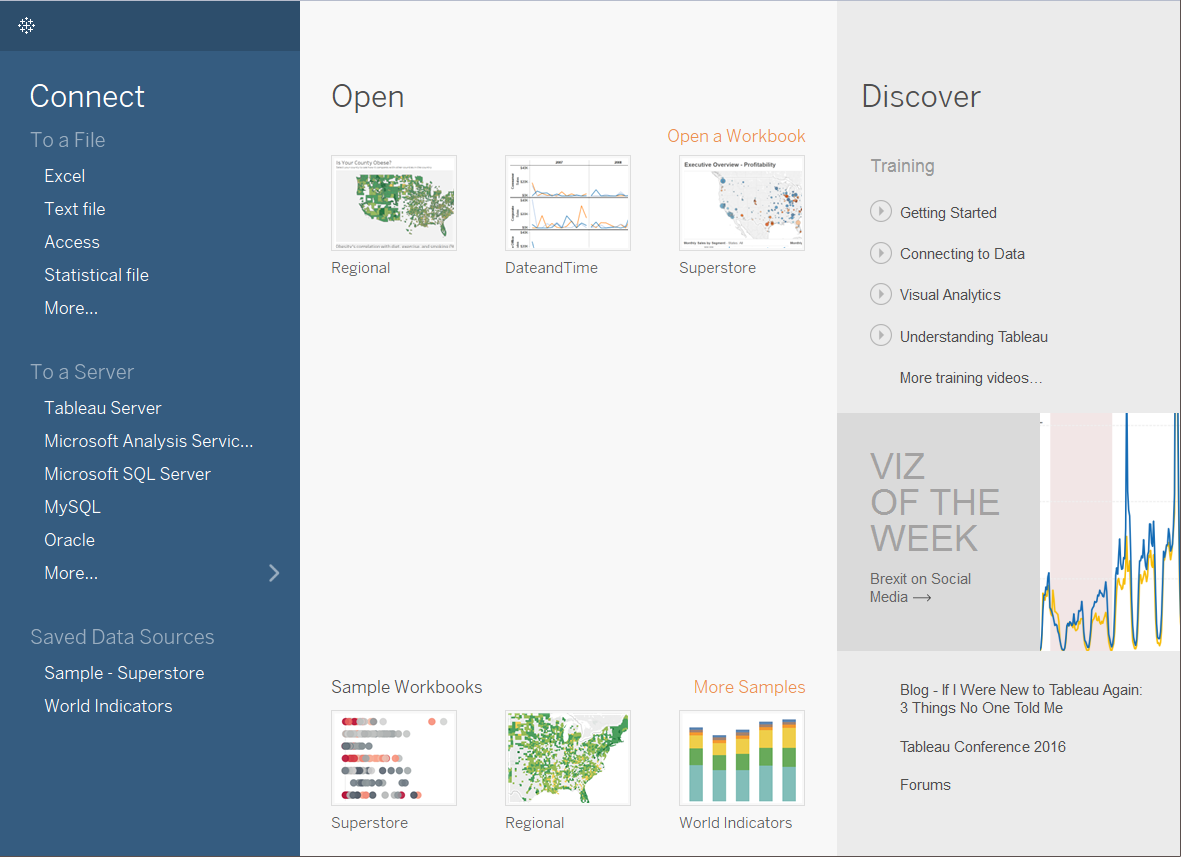 Connect
To a File
Excel
Text file
Access
Statistical file
More...
To a Server
Tableau Server
Microsoft Analysis Servic...
Microsoft SQL Server
MySQL
Oracle
More...
Saved Data Sources
Sample - Superstore
World Indicators
Open
Open a Workbook
Is Your County Obese?
Regional
2007
2008
DateandTime
Executive Overview - Profitability
Superstore
Sample Workbooks
More Samples
Superstore
Regional
World Indicators
Discover
Training
Getting Started
Connecting to Data
Visual Analytics
Understanding Tableau
More training videos...
VIZ
OF THE
WEEK
Brexit on Social
Media →
Blog - If I Were New to Tableau Again:
3 Things No One Told Me
Tableau Conference 2016
Forums